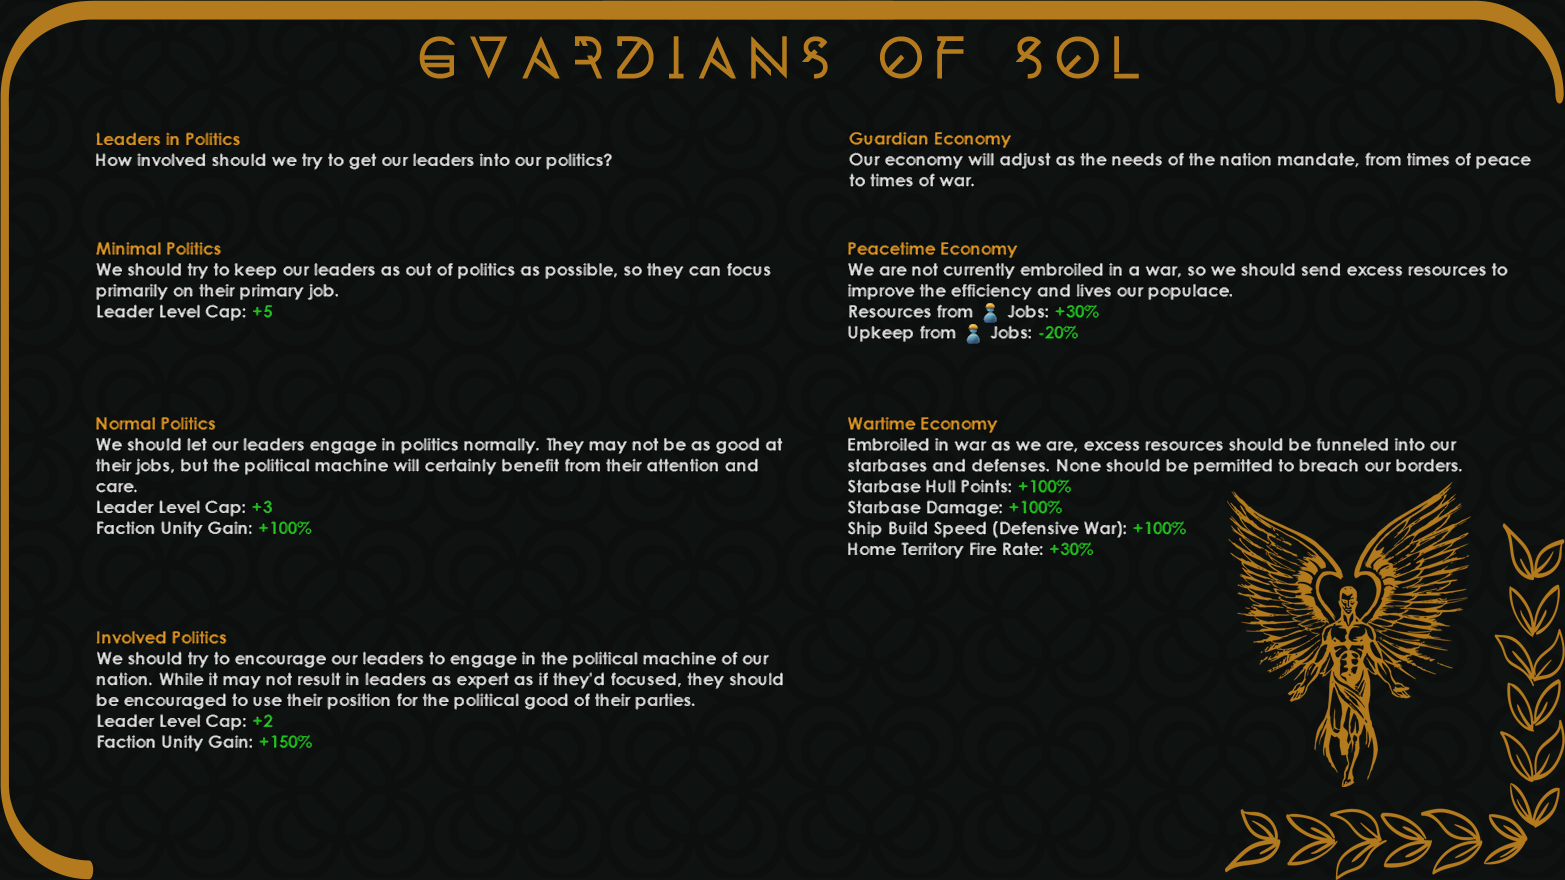 GVARDIANS OF SOL
Leaders in Politics
How involved should we try to get our leaders into our politics?
Minimal Politics
We should try to keep our leaders as out of politics as possible, so they can focus
primarily on their primary job.
Leader Level Cap: +5
Normal Politics
We should let our leaders engage in politics normally. They may not be as good at
their jobs, but the political machine will certainly benefit from their attention and
care.
Leader Level Cap: +3
Faction Unity Gain: +100%
Involved Politics
We should try to encourage our leaders to engage in the political machine of our
nation. While it may not result in leaders as expert as if they'd focused, they should
be encouraged to use their position for the political good of their parties.
Leader Level Cap: +2
Faction Unity Gain: +150%
Guardian Economy
Our economy will adjust as the needs of the nation mandate, from times of peace
to times of war.
Peacetime Economy
We are not currently embroiled in a war, so we should send excess resources to
improve the efficiency and lives our populace.
Resources from Jobs: +30%
Upkeep from Jobs: -20%
Wartime Economy
Embroiled in war as we are, excess resources should be funneled into our
starbases and defenses. None should be permitted to breach our borders.
Starbase Hull Points: +100%
Starbase Damage: +100%
Ship Build Speed (Defensive War): +100%
Home Territory Fire Rate: +30%